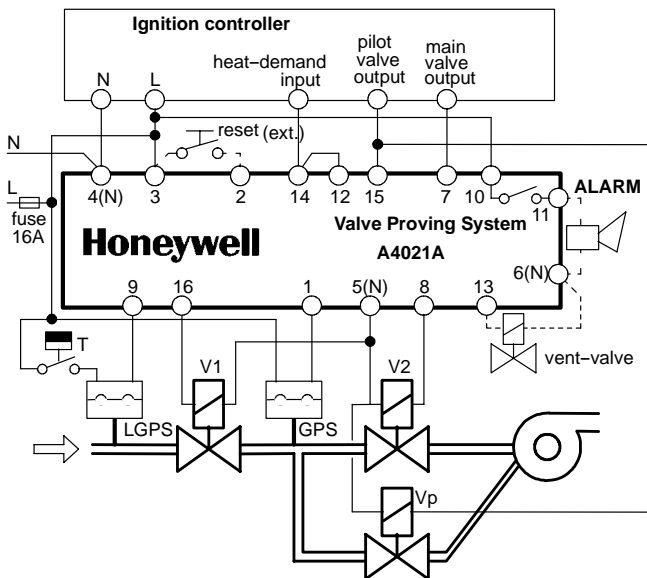 Ignition controller
N
L
heat-demand
input
pilot
valve
output
main
valve
output
reset (ext.)
N
L
fuse
16A
4(N)
3
2
14
12
15
7
10
11
ALARM
Honeywell
Valve Proving System
A4021A
6(N)
9
16
1
5(N)
8
13
T
V1
V2
vent-valve
LGPS
GPS
Vp